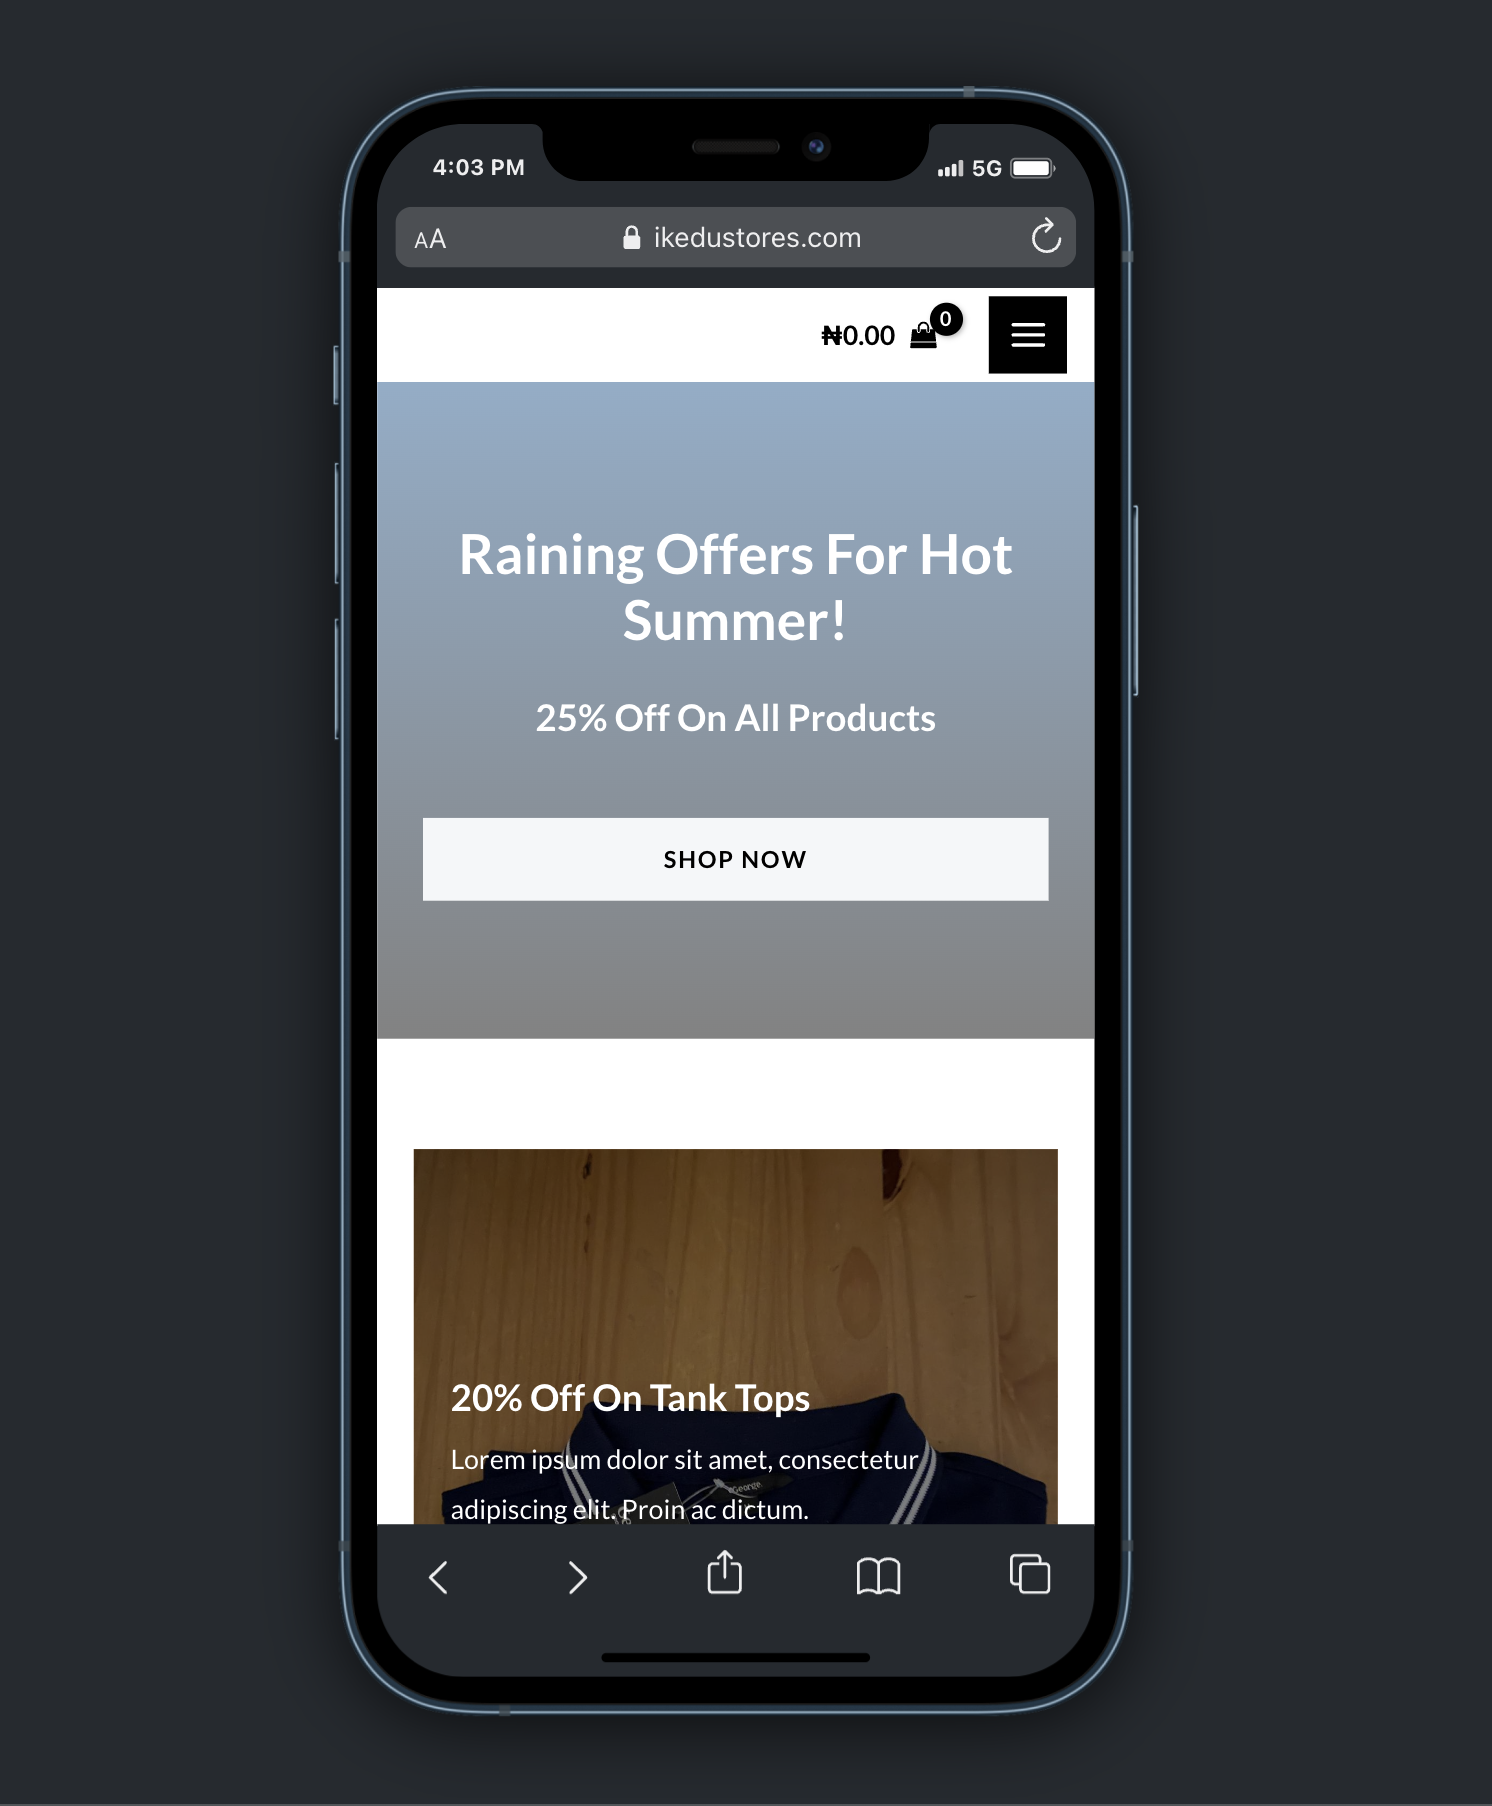 4:03 PM
5G
AA
ikedustores.com
₦0.00
0
Raining Offers For Hot
Summer!
25% Off On All Products
SHOP NOW
20% Off On Tank Tops
Lorem ipsum dolor sit amet, consectetur
George
adipiscing elit. Proin ac dictum.